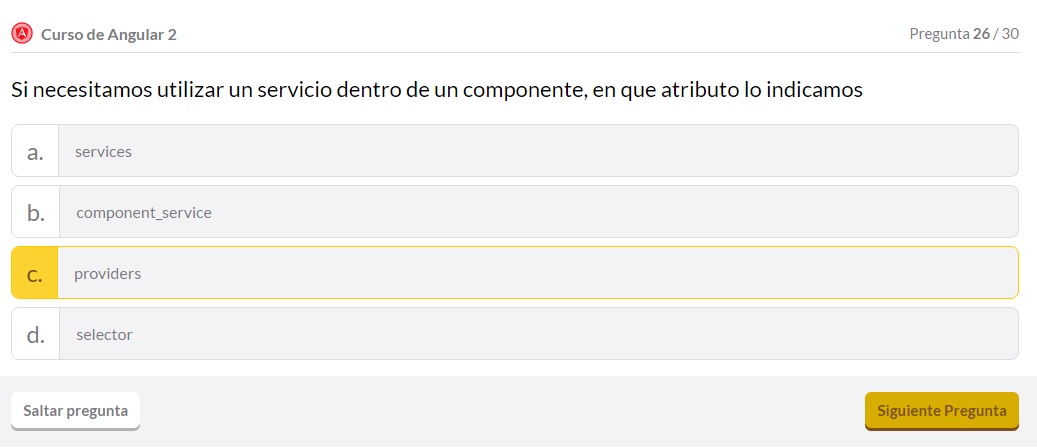 Curso de Angular 2
Pregunta 26 / 30
Si necesitamos utilizar un servicio dentro de un componente, en que atributo lo indicamos
a. services
b. component_service
c. providers
d. selector
Saltar pregunta
Siguiente Pregunta